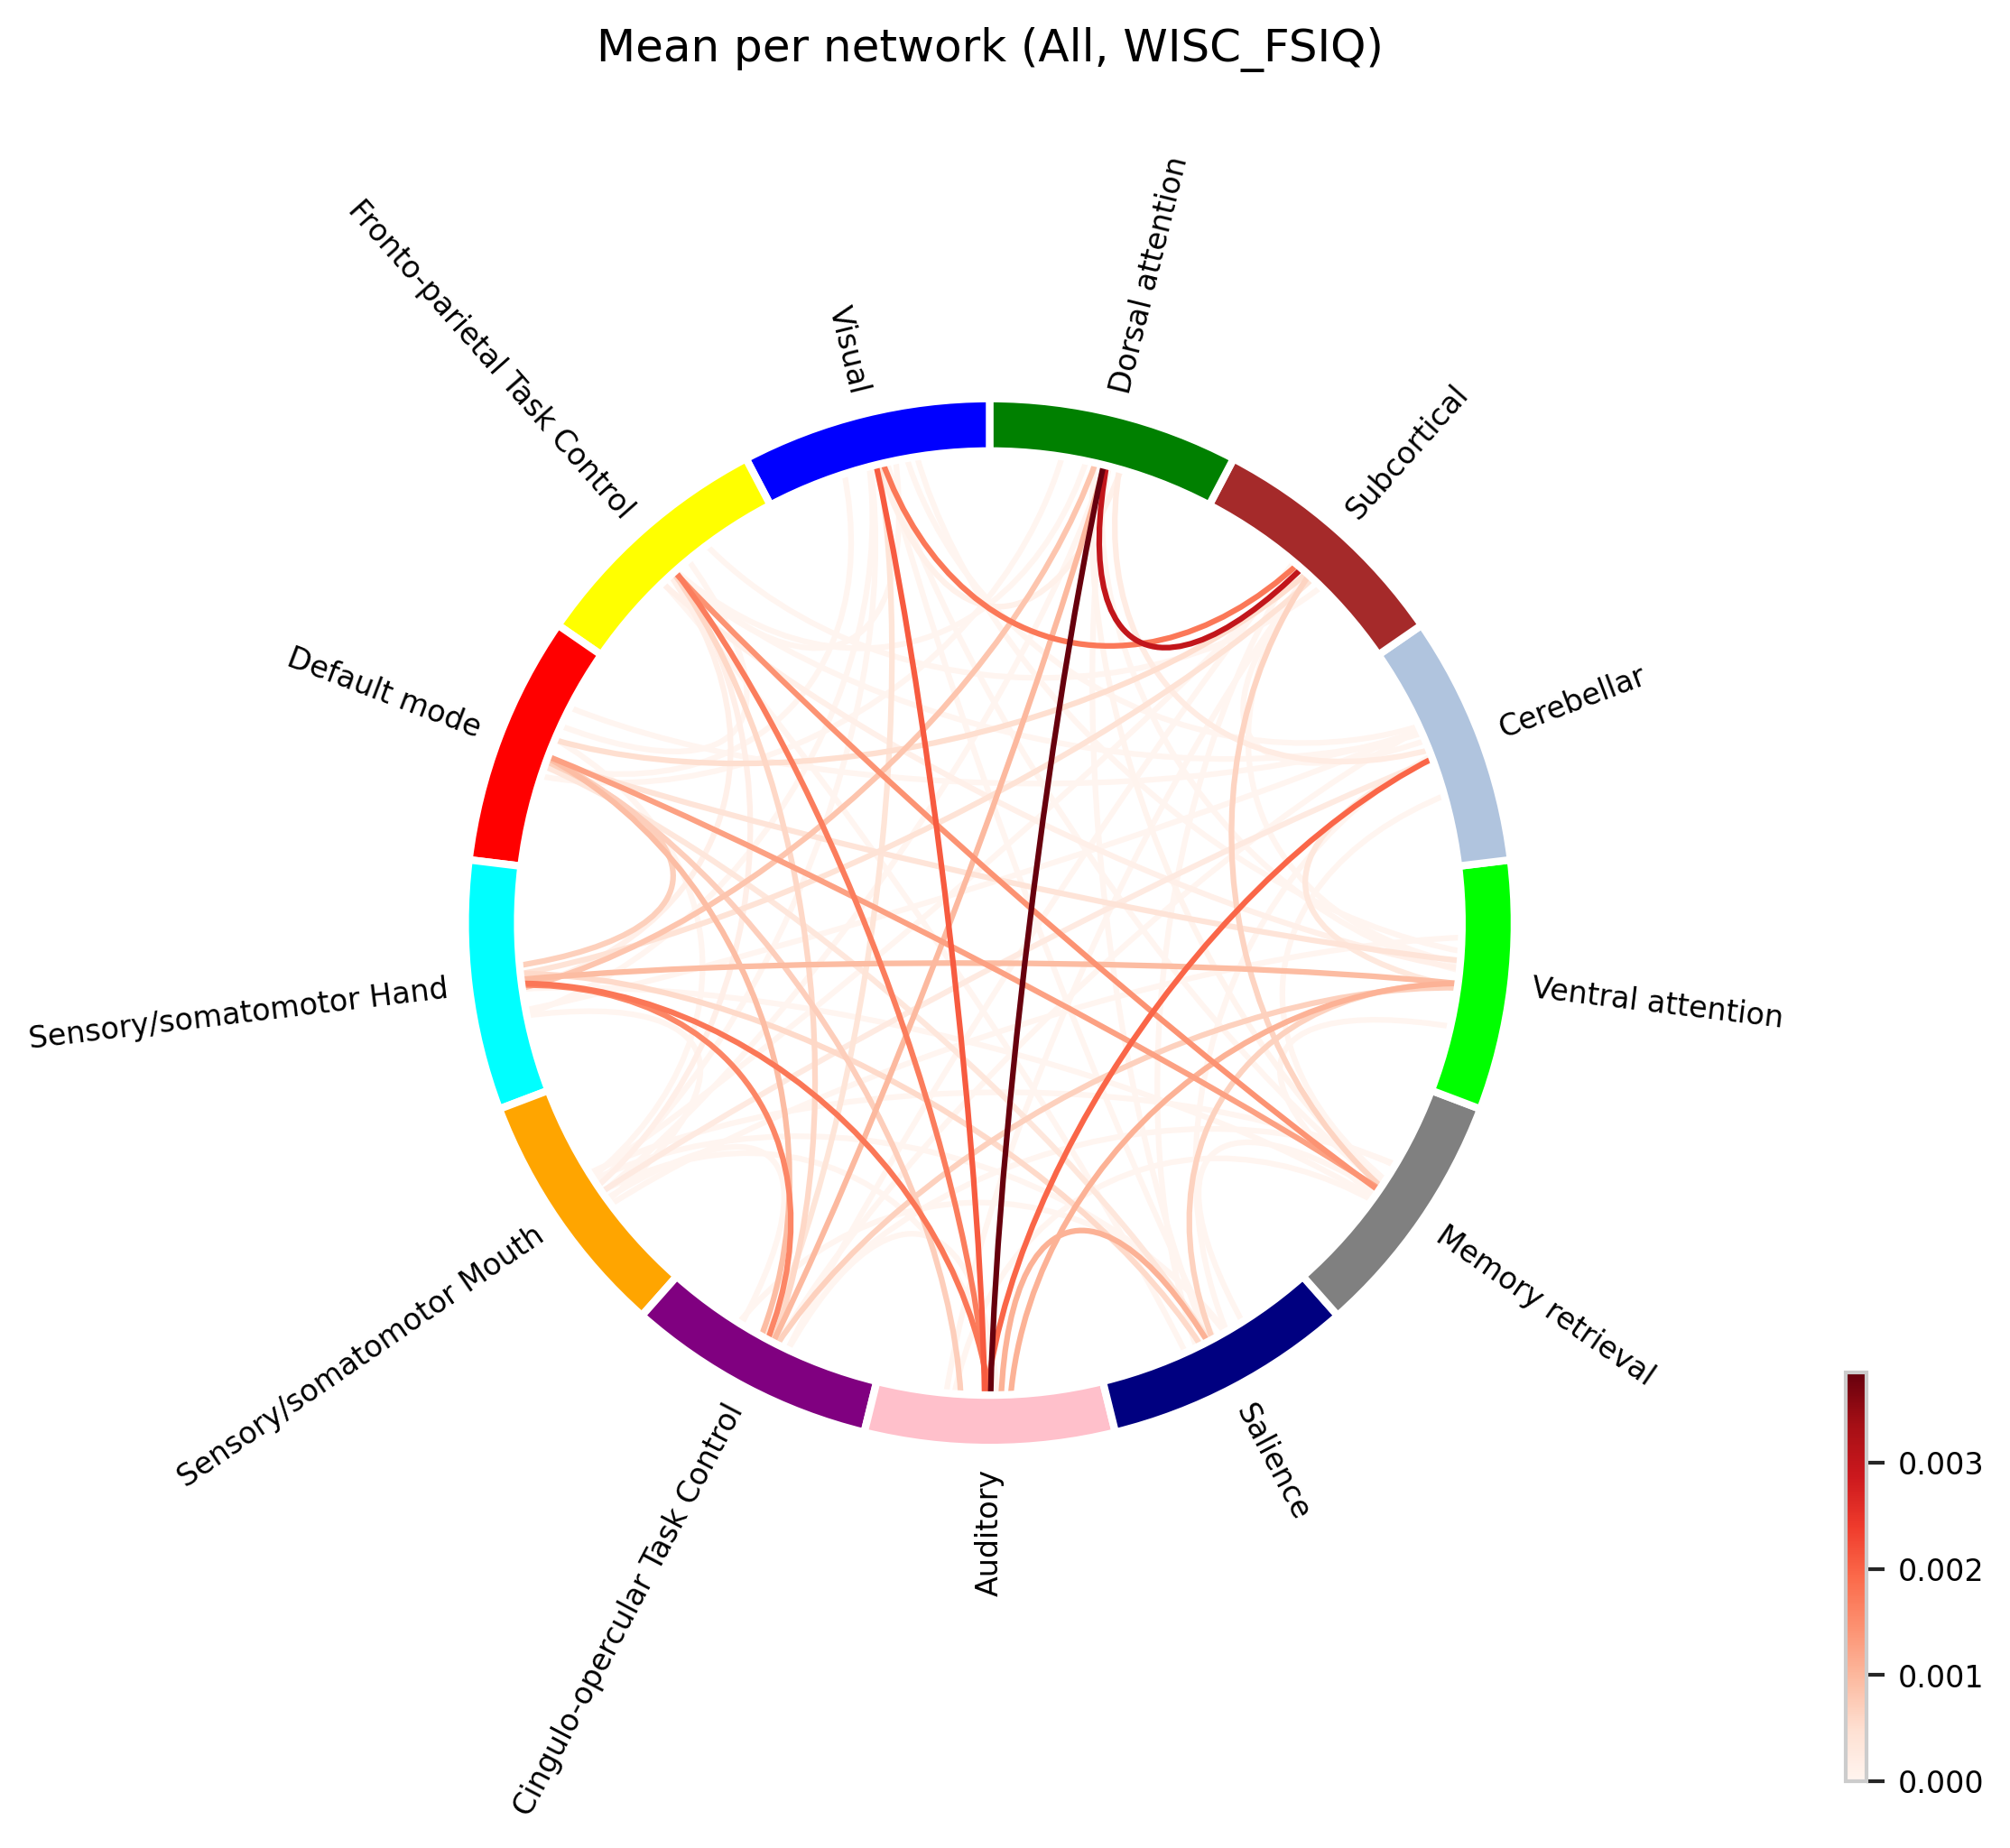 Mean per network (All, WISC_FSIQ)
Dorsal attention
Visual
Fronto-parietal Task Control
Subcortical
Default mode
Cerebellar
Sensory/somatomotor Hand
Ventral attention
Sensory/somatomotor Mouth
Memory retrieval
Cingulo-opercular Task Control
Auditory
Salience
0.003
0.002
0.001
0.000